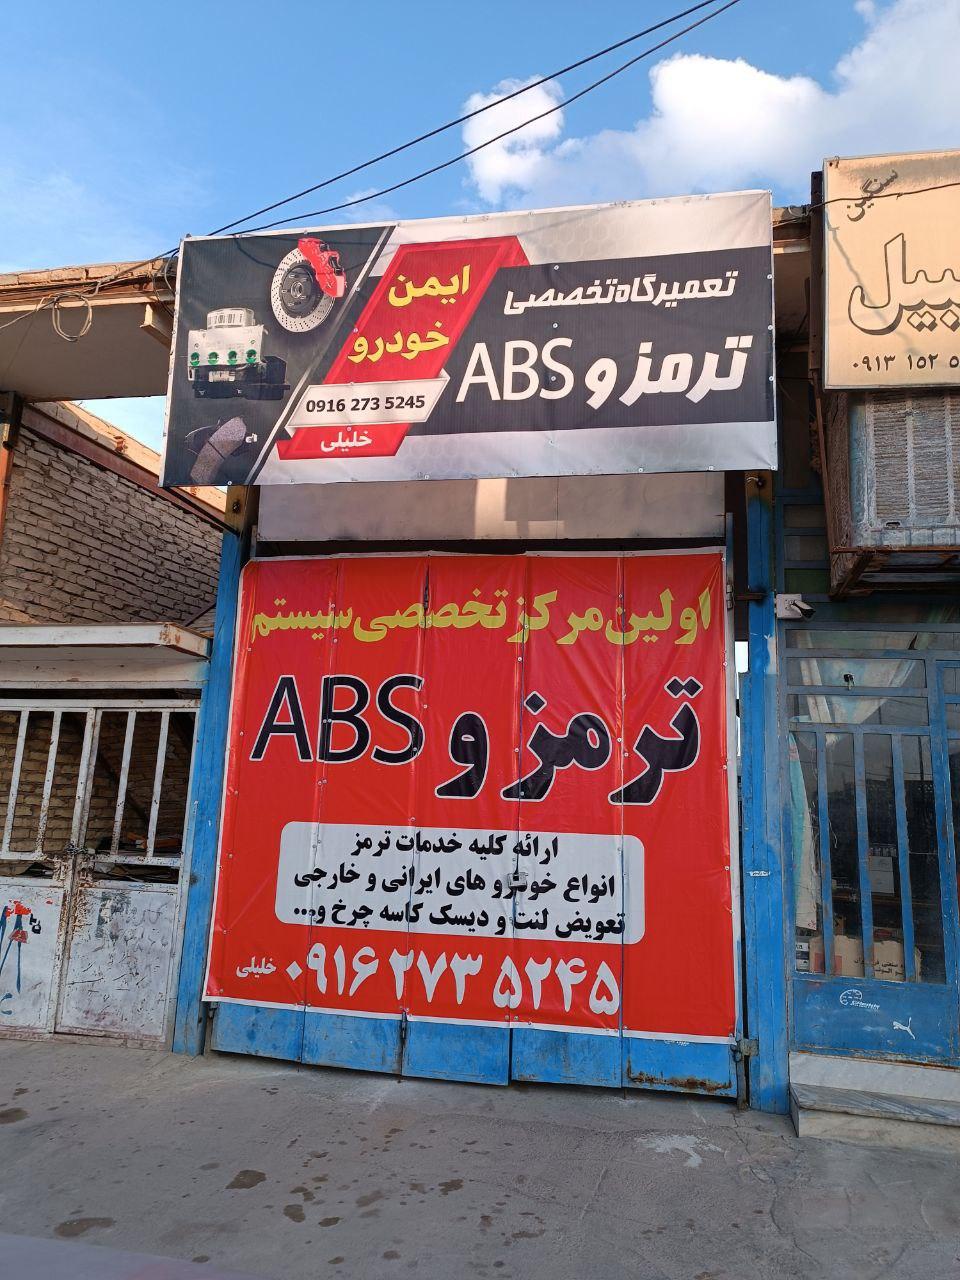 ایمن
خودرو
0916 273 5245
خلیلی
تعمیرگاه تخصصی
ترمز و ABS
سنگین
۰۹۱۳ ۱۵۲
اولین مرکز تخصصی سیستم
ترمز و ABS
ارائه کلیه خدمات ترمز
انواع خودرو های ایرانی و خارجی
تعویض لنت و دیسک کاسه چرخ و...
۰۹۱۶ ۲۷۳ ۵۲۴۵ خلیلی